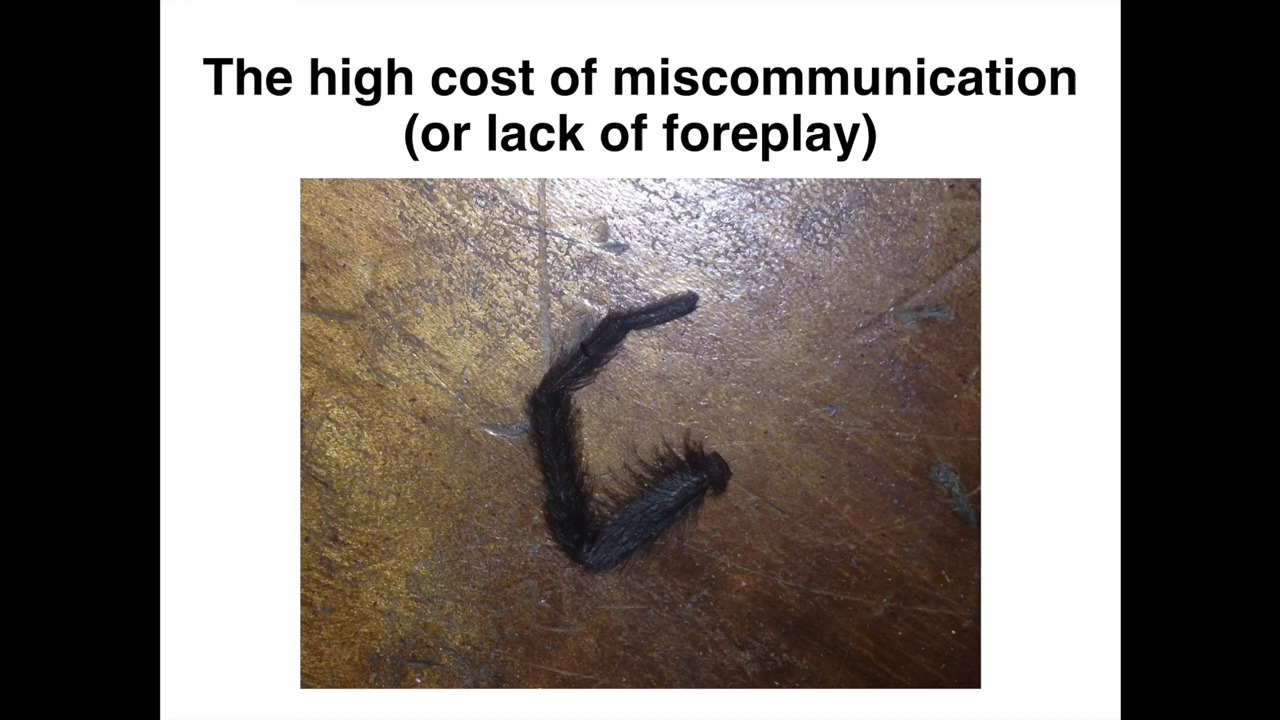 The high cost of miscommunication
(or lack of foreplay)